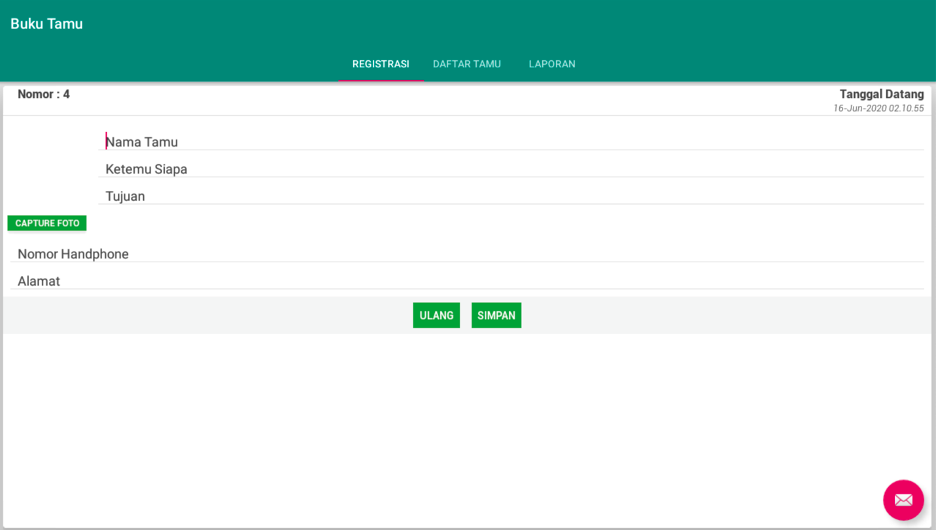 Buku Tamu
REGISTRASI DAFTAR TAMU LAPORAN
Nomor : 4 Tanggal Datang
16-Jun-2020 02.10.55
Nama Tamu
Ketemu Siapa
Tujuan
CAPTURE FOTO
Nomor Handphone
Alamat
ULANG SIMPAN